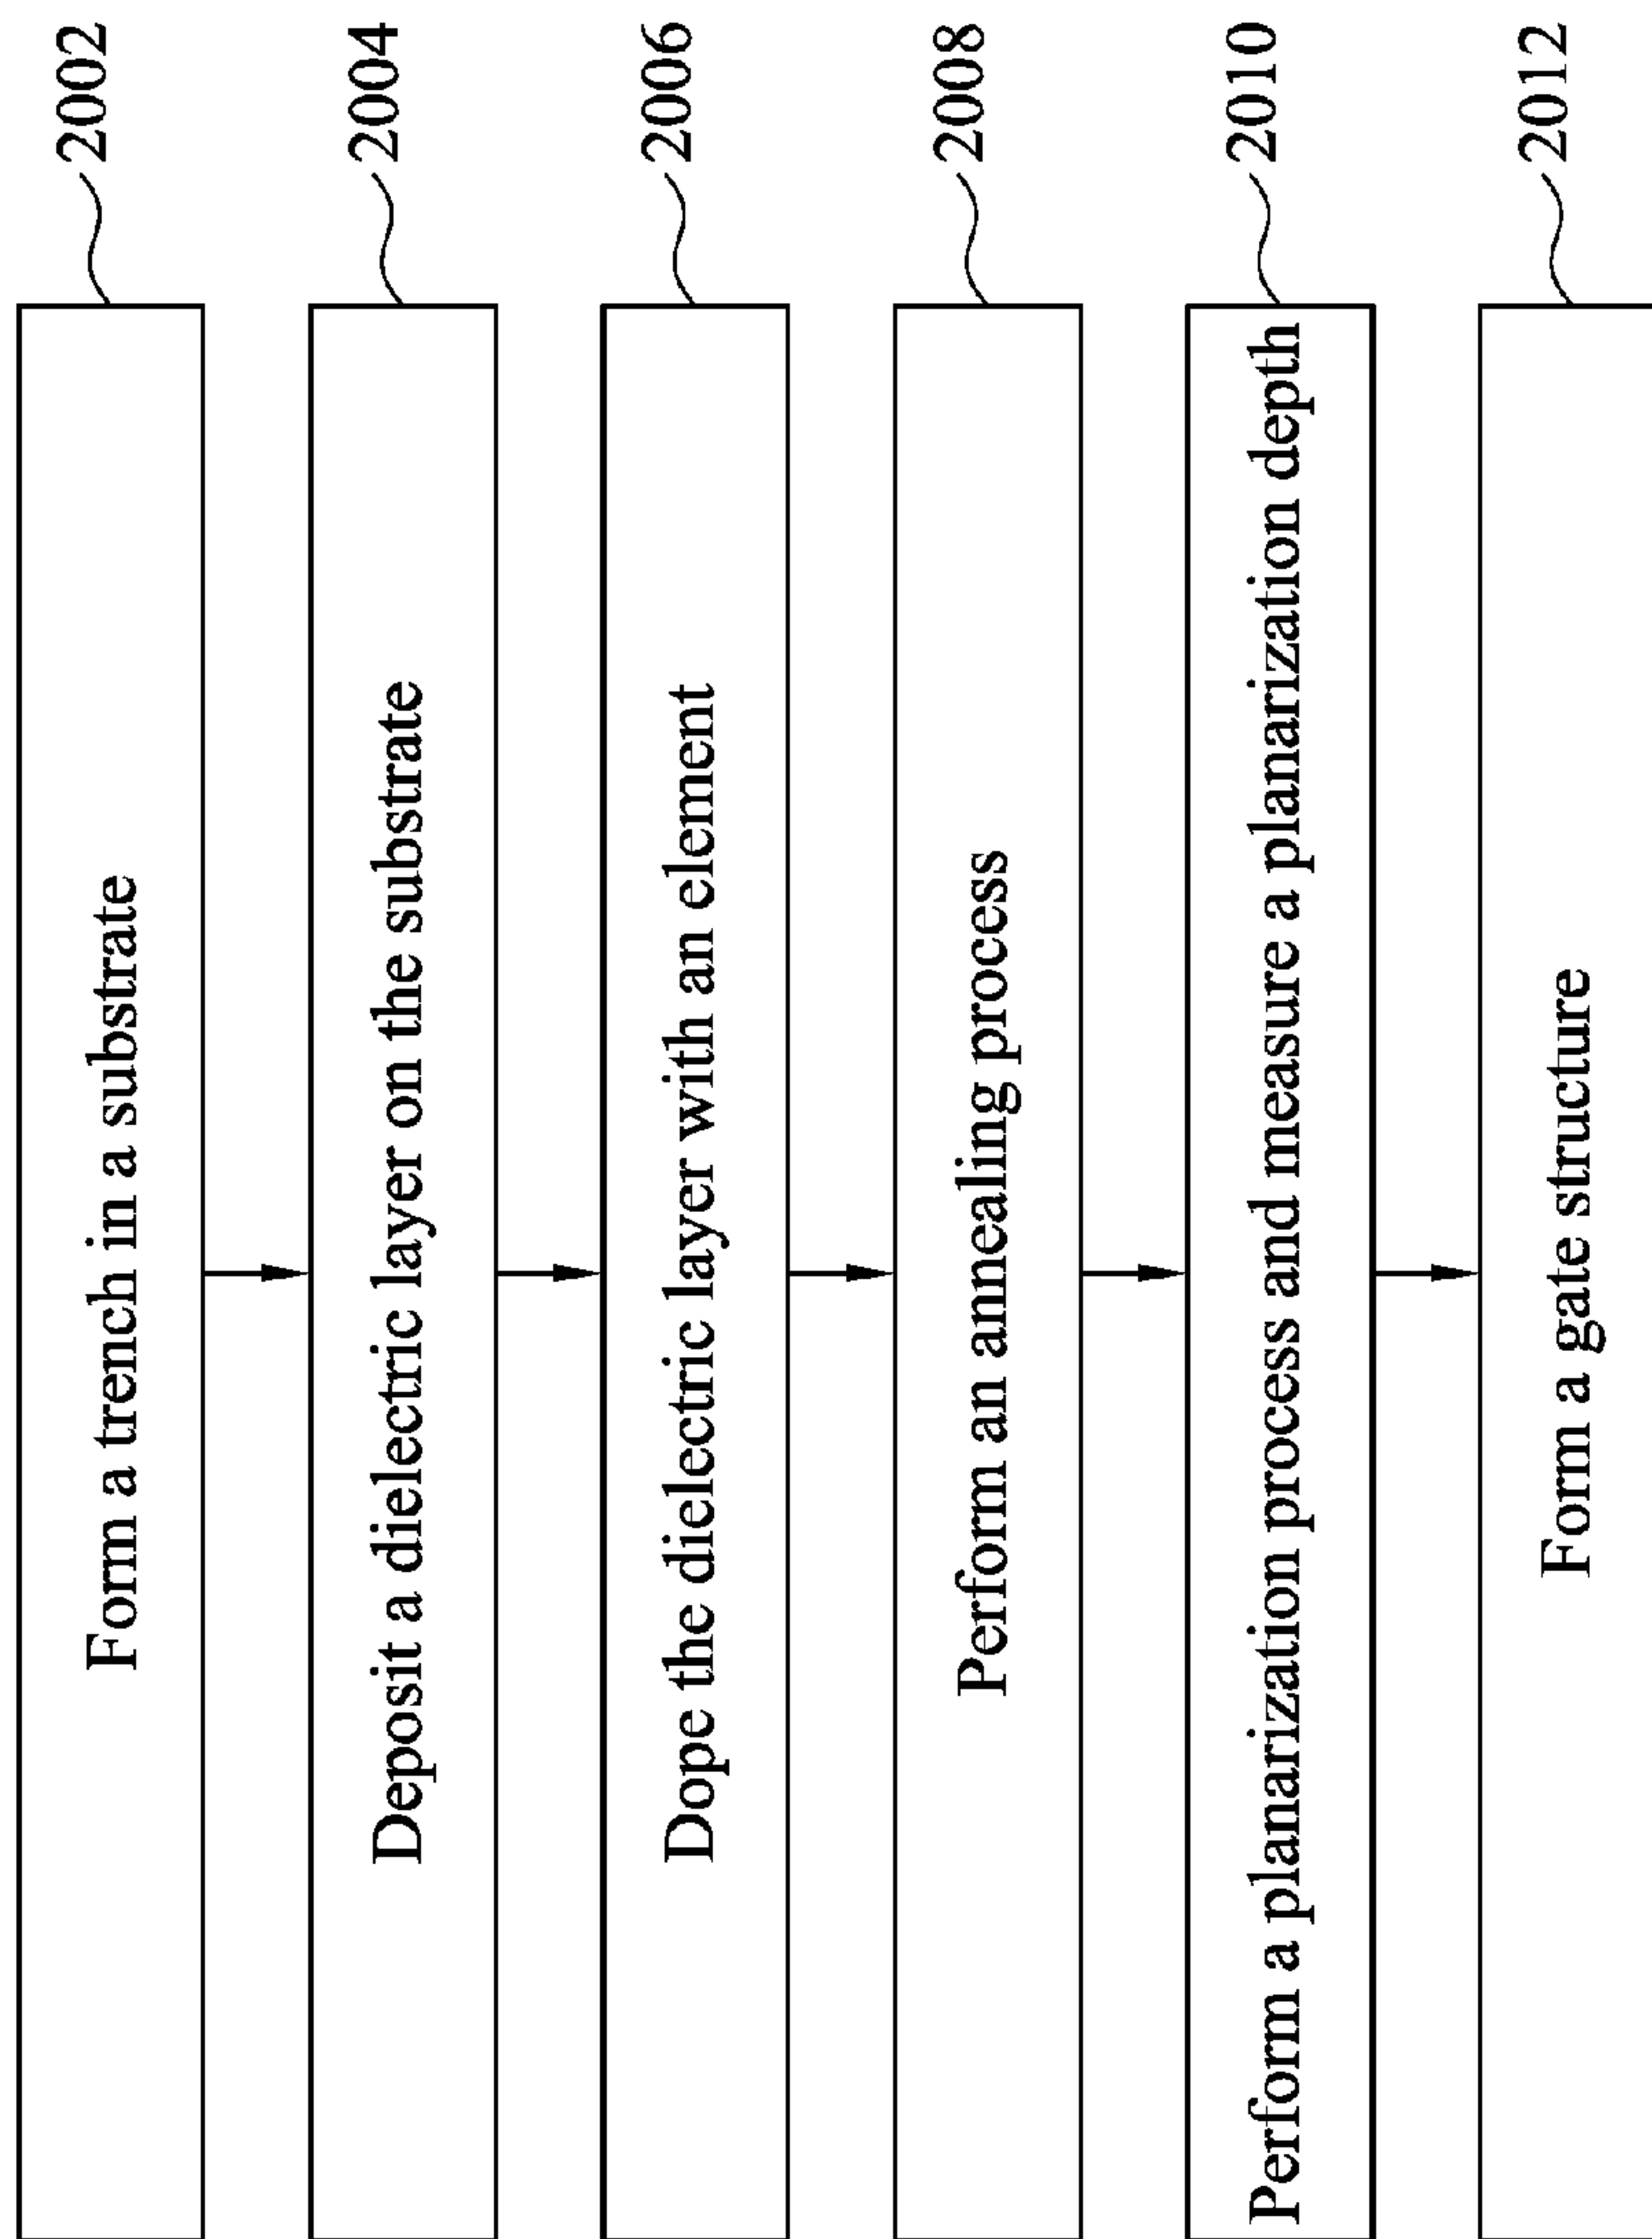 Form a trench in a substrate
2002
Deposit a dielectric layer on the substrate
2004
Dope the dielectric layer with an element
2006
Perform an annealing process
2008
Perform a planarization process and measure a planarization depth
2010
Form a gate structure
2012